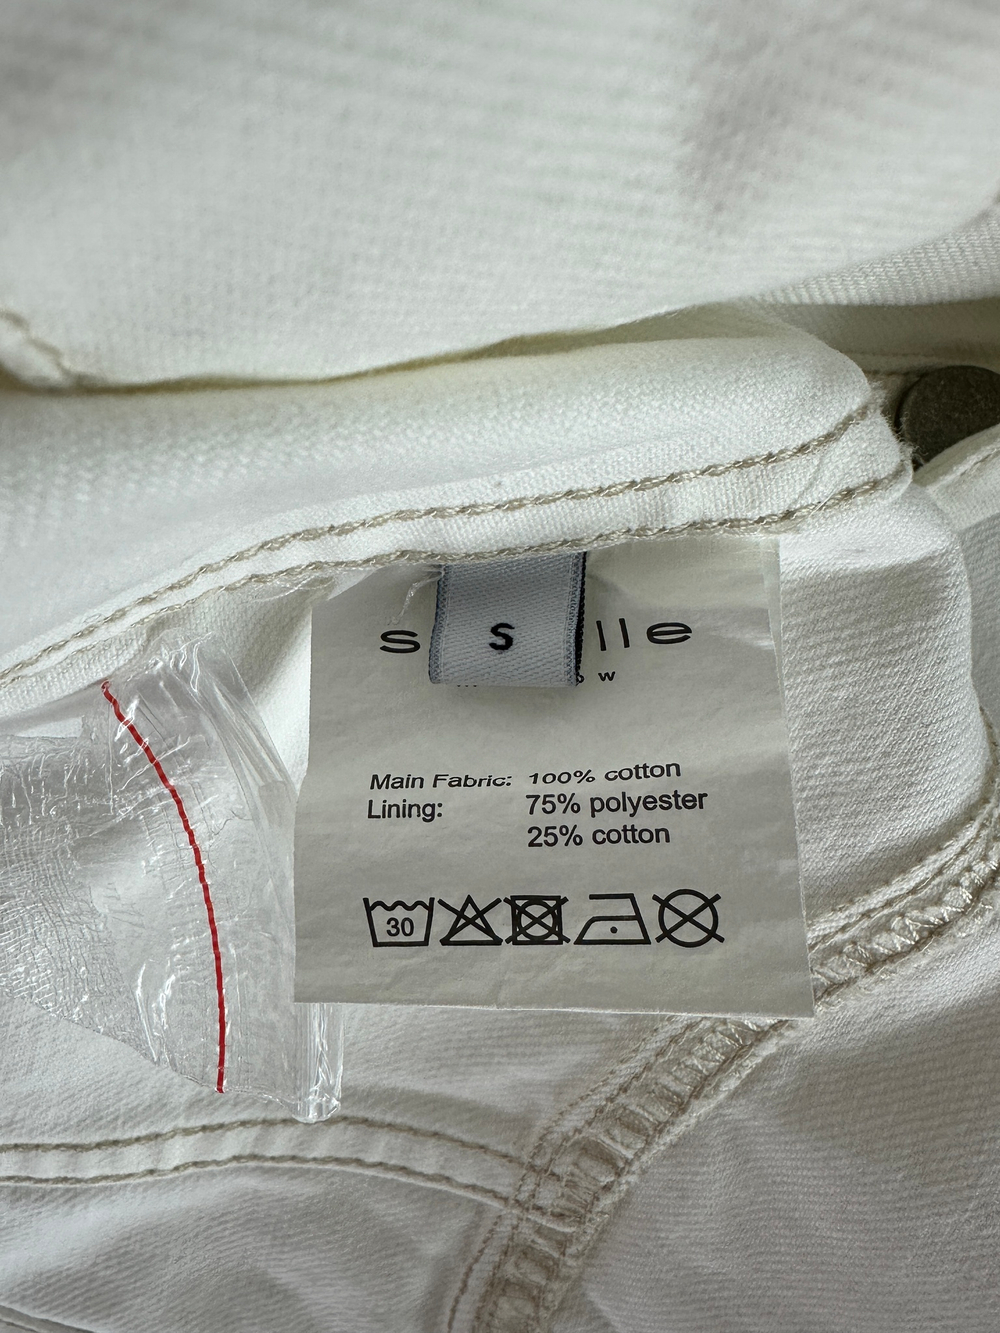 S
Main Fabric: 100% cotton
Lining: 75% polyester
25% cotton
30